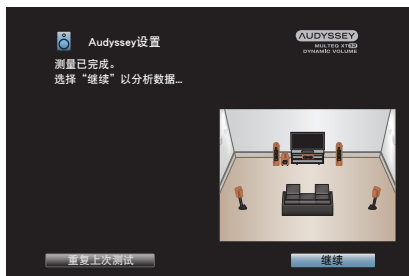 Audyssey设置
AUDYSSEY
MULTEQ XT32
DYNAMIC VOLUME
测量已完成。
选择“继续”以分析数据...
重复上次测试
继续